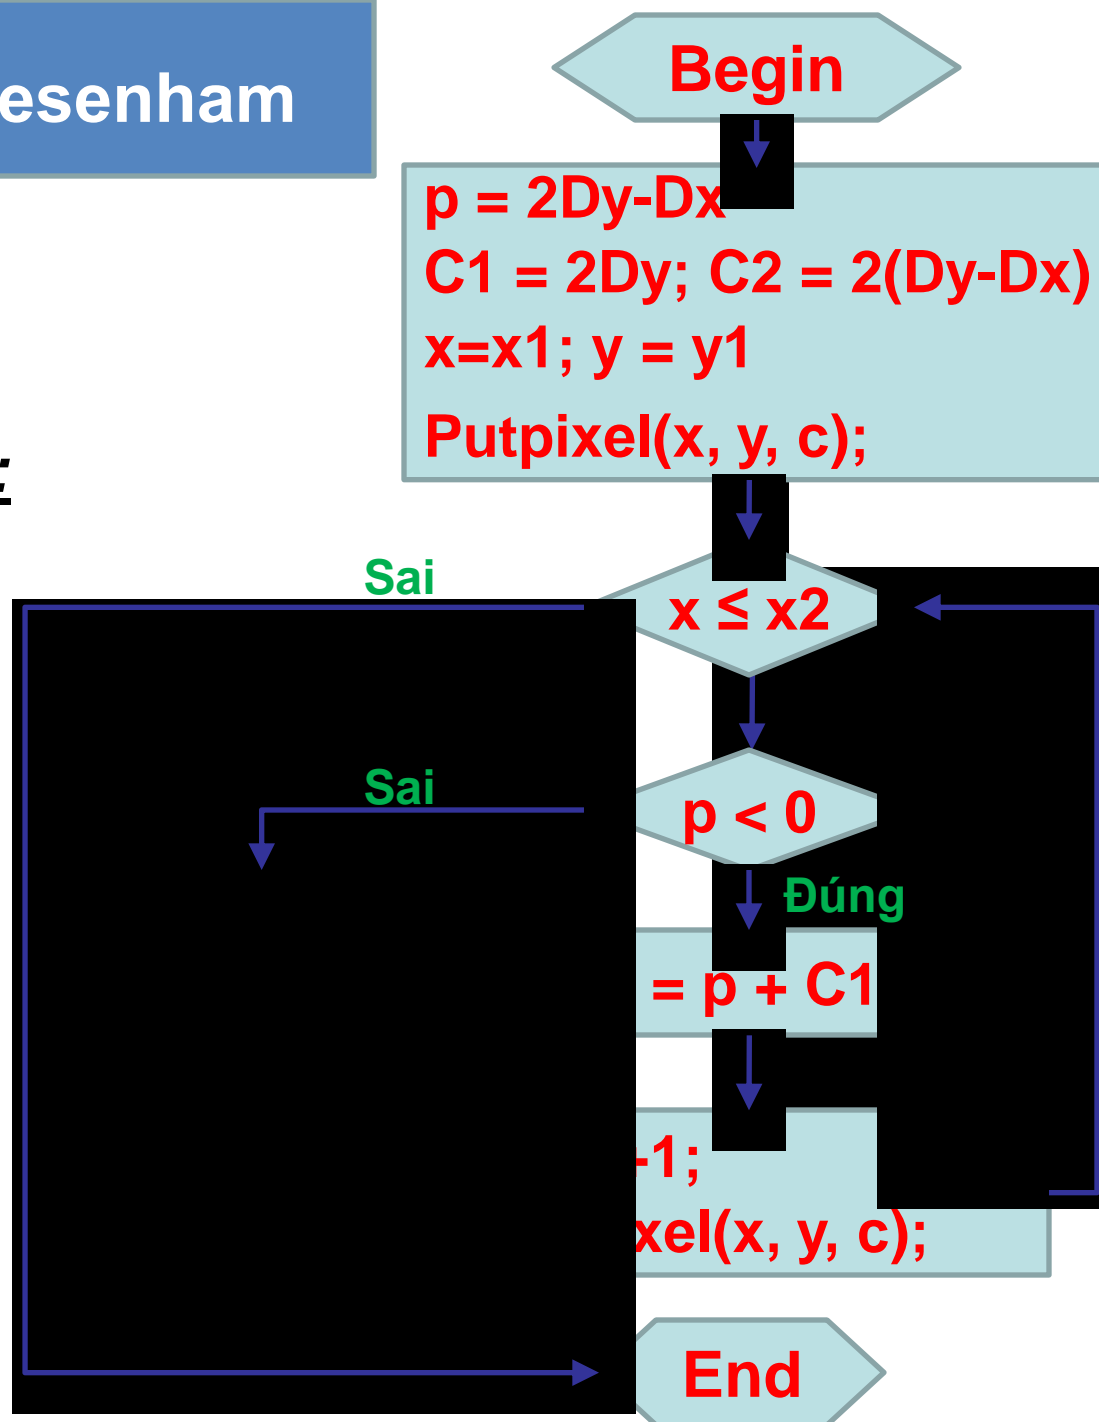 esenham
Begin
p = 2Dy-Dx
C1 = 2Dy; C2 = 2(Dy-Dx)
x=x1; y = y1
Putpixel(x, y, c);
Sai
x ≤ x2
Sai
p < 0
Đúng
= p + C1
1;
xel(x, y, c);
End